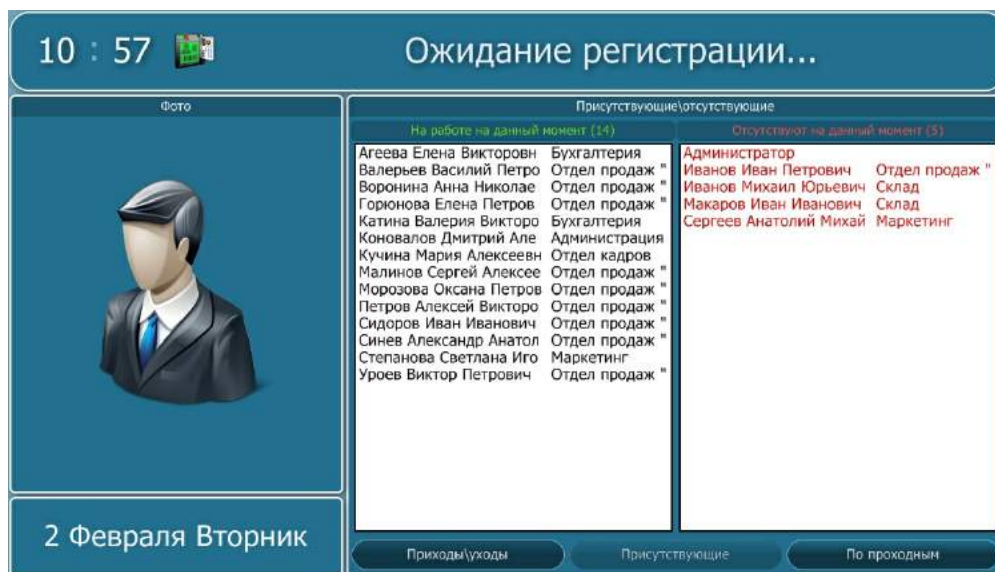 10 : 57
Ожидание регистрации...
Фото
Присутствующие\отсутствующие
На работе на данный момент (14)
Отсутствуют на данный момент (5)
Агеева Елена Викторовн Бухгалтерия
Валерьев Василий Петро Отдел продаж "
Воронина Анна Николае Отдел продаж "
Горюнова Елена Петров Отдел продаж "
Катина Валерия Викторо Бухгалтерия
Коновалов Дмитрий Але Администрация
Кучина Мария Алексеевн Отдел кадров
Малинов Сергей Алексее Отдел продаж "
Морозова Оксана Петров Отдел продаж "
Петров Алексей Викторо Отдел продаж "
Сидоров Иван Иванович Отдел продаж "
Синев Александр Анатол Отдел продаж "
Степанова Светлана Иго Маркетинг
Уроев Виктор Петрович Отдел продаж "
Администратор
Иванов Иван Петрович Отдел продаж "
Иванов Михаил Юрьевич Склад
Макаров Иван Иванович Склад
Сергеев Анатолий Михай Маркетинг
2 Февраля Вторник
Приходы\уходы
Присутствующие
По проходным